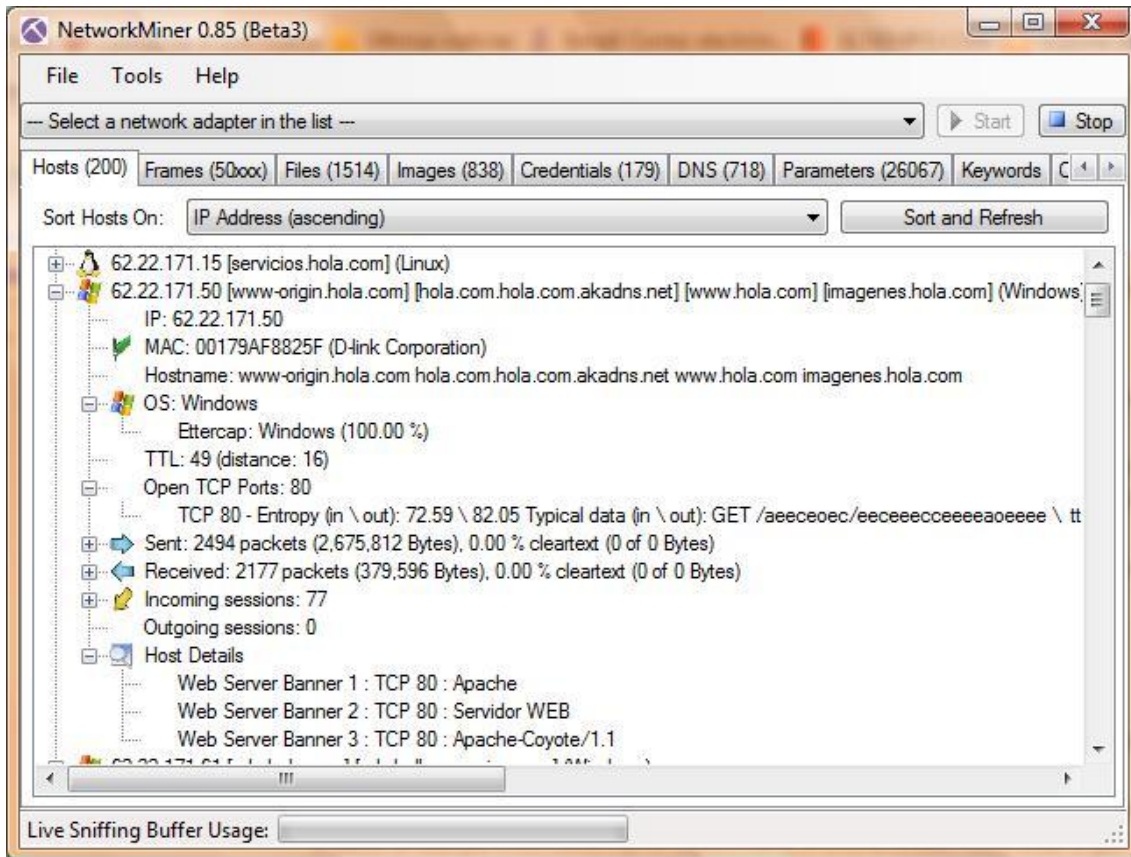 NetworkMiner 0.85 (Beta3)
File Tools Help
--- Select a network adapter in the list --- Start Stop
Hosts (200) Frames (50xxx) Files (1514) Images (838) Credentials (179) DNS (718) Parameters (26067) Keywords C
Sort Hosts On: IP Address (ascending) Sort and Refresh
62.22.171.15 [servicios.hola.com] (Linux)
62.22.171.50 [www-origin.hola.com] [hola.com.hola.com.akadns.net] [www.hola.com] [imagenes.hola.com] (Windows)
IP: 62.22.171.50
MAC: 00179AF8825F (D-link Corporation)
Hostname: www-origin.hola.com hola.com.hola.com.akadns.net www.hola.com imagenes.hola.com
OS: Windows
Ettercap: Windows (100.00 %)
TTL: 49 (distance: 16)
Open TCP Ports: 80
TCP 80 - Entropy (in \ out): 72.59 \ 82.05 Typical data (in \ out): GET /aeeceoec/eeceeecceeeeaoeeee \ tt
Sent: 2494 packets (2,675,812 Bytes), 0.00 % cleartext (0 of 0 Bytes)
Received: 2177 packets (379,596 Bytes), 0.00 % cleartext (0 of 0 Bytes)
Incoming sessions: 77
Outgoing sessions: 0
Host Details
Web Server Banner 1 : TCP 80 : Apache
Web Server Banner 2 : TCP 80 : Servidor WEB
Web Server Banner 3 : TCP 80 : Apache-Coyote/1.1
Live Sniffing Buffer Usage: